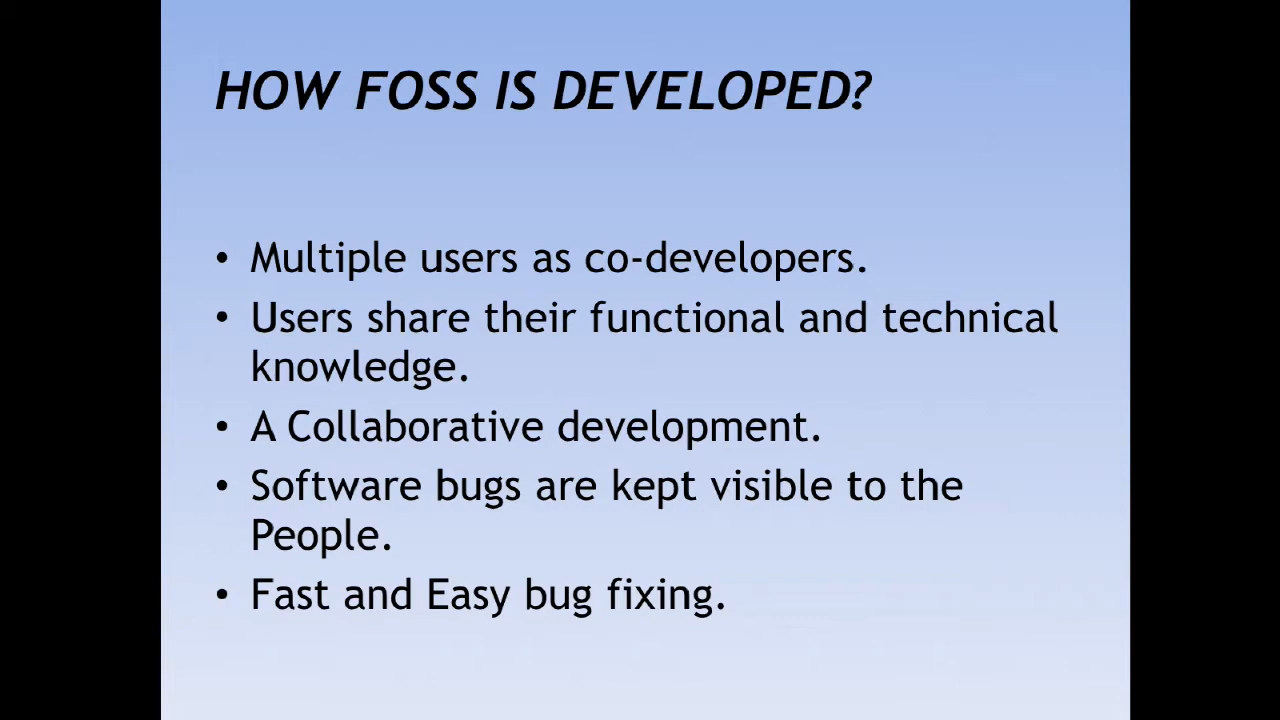 HOW FOSS IS DEVELOPED?
• Multiple users as co-developers.
• Users share their functional and technical
knowledge.
• A Collaborative development.
• Software bugs are kept visible to the
People.
• Fast and Easy bug fixing.